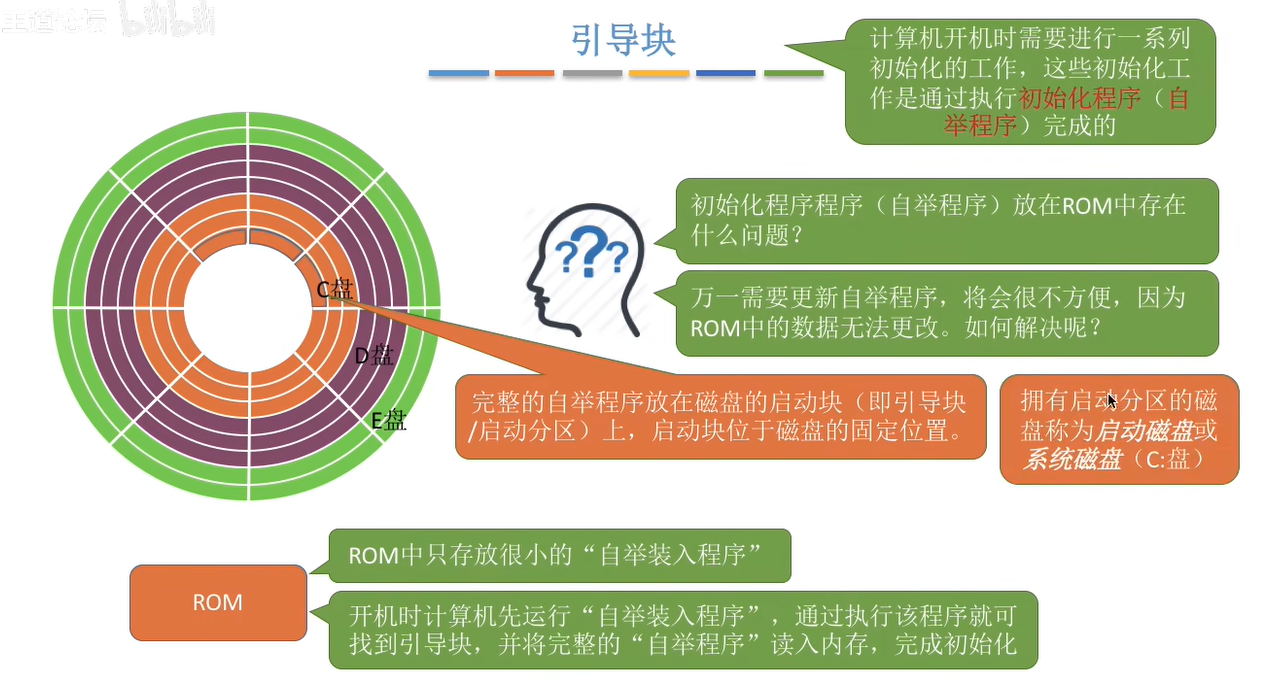 王道论坛 bilibili
引导块
计算机开机时需要进行一系列
初始化的工作，这些初始化工
作是通过执行初始化程序（自
举程序）完成的
初始化程序程序（自举程序）放在ROM中存在
什么问题？
???
万一需要更新自举程序，将会很不方便，因为
ROM中的数据无法更改。如何解决呢？
C盘
D盘
E盘
完整的自举程序放在磁盘的启动块（即引导块
/启动分区）上，启动块位于磁盘的固定位置。
拥有启动分区的磁
盘称为启动磁盘或
系统磁盘（C:盘）
ROM
ROM中只存放很小的“自举装入程序”
开机时计算机先运行“自举装入程序”，通过执行该程序就可
找到引导块，并将完整的“自举程序”读入内存，完成初始化